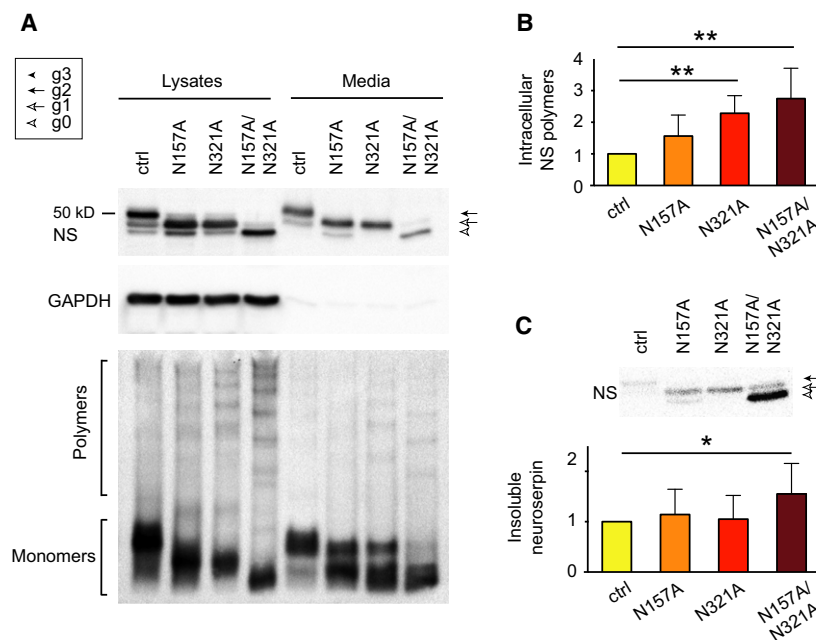 A
g3
g2
g1
g0
Lysates
Media
ctrl
N157A
N321A
N157A/
N321A
ctrl
N157A
N321A
N157A/
N321A
50 kD
NS
GAPDH
Polymers
Monomers
B
Intracellular
NS polymers
4
3
2
1
0
**
**
ctrl
N157A
N321A
N157A/
N321A
C
ctrl
N157A
N321A
N157A/
N321A
NS
Insoluble
neuroserpin
2
1
0
*
ctrl
N157A
N321A
N157A/
N321A